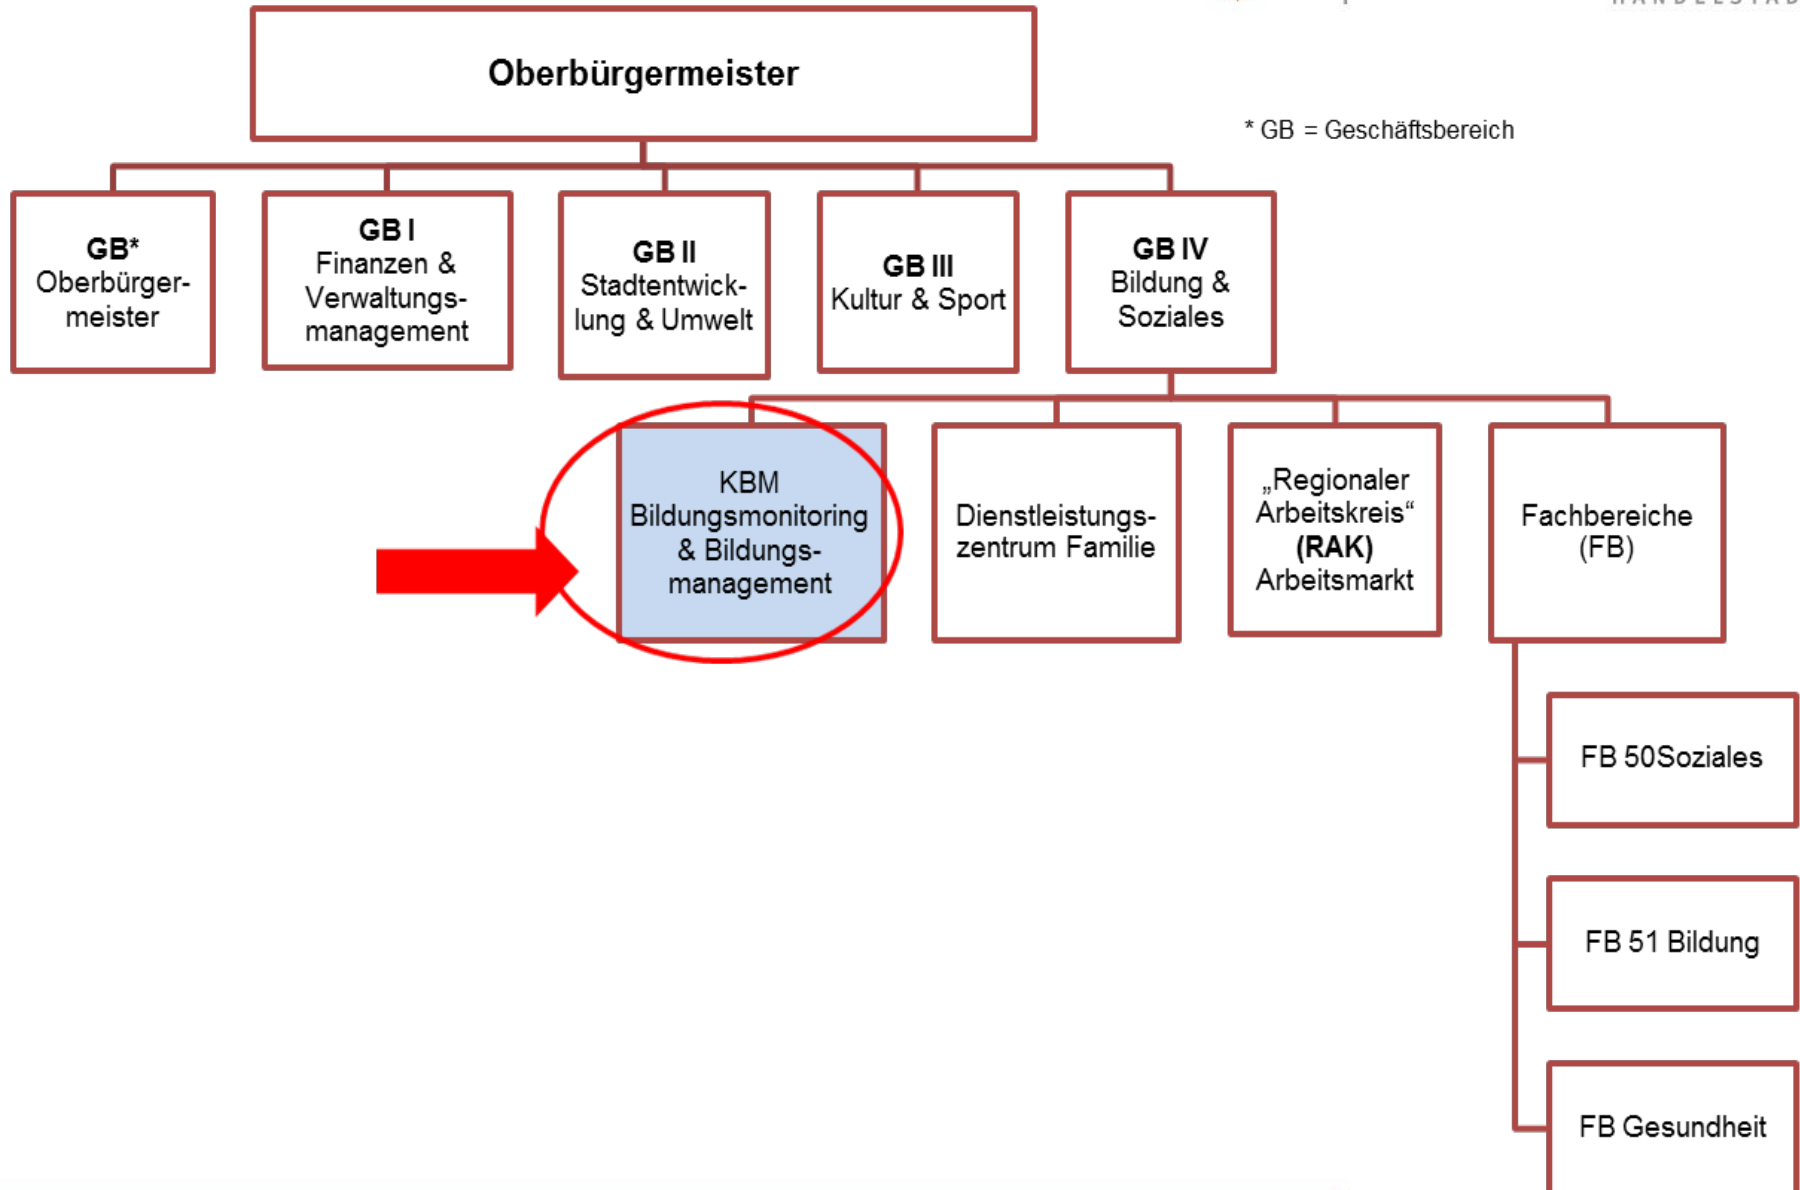 Oberbürgermeister
* GB = Geschäftsbereich
GB*
Oberbürger-
meister
GB I
Finanzen &
Verwaltungs-
management
GB II
Stadtentwick-
lung & Umwelt
GB III
Kultur & Sport
GB IV
Bildung &
Soziales
KBM
Bildungsmonitoring
& Bildungs-
management
Dienstleistungs-
zentrum Familie
„Regionaler
Arbeitskreis“
(RAK)
Arbeitsmarkt
Fachbereiche
(FB)
FB 50Soziales
FB 51 Bildung
FB Gesundheit